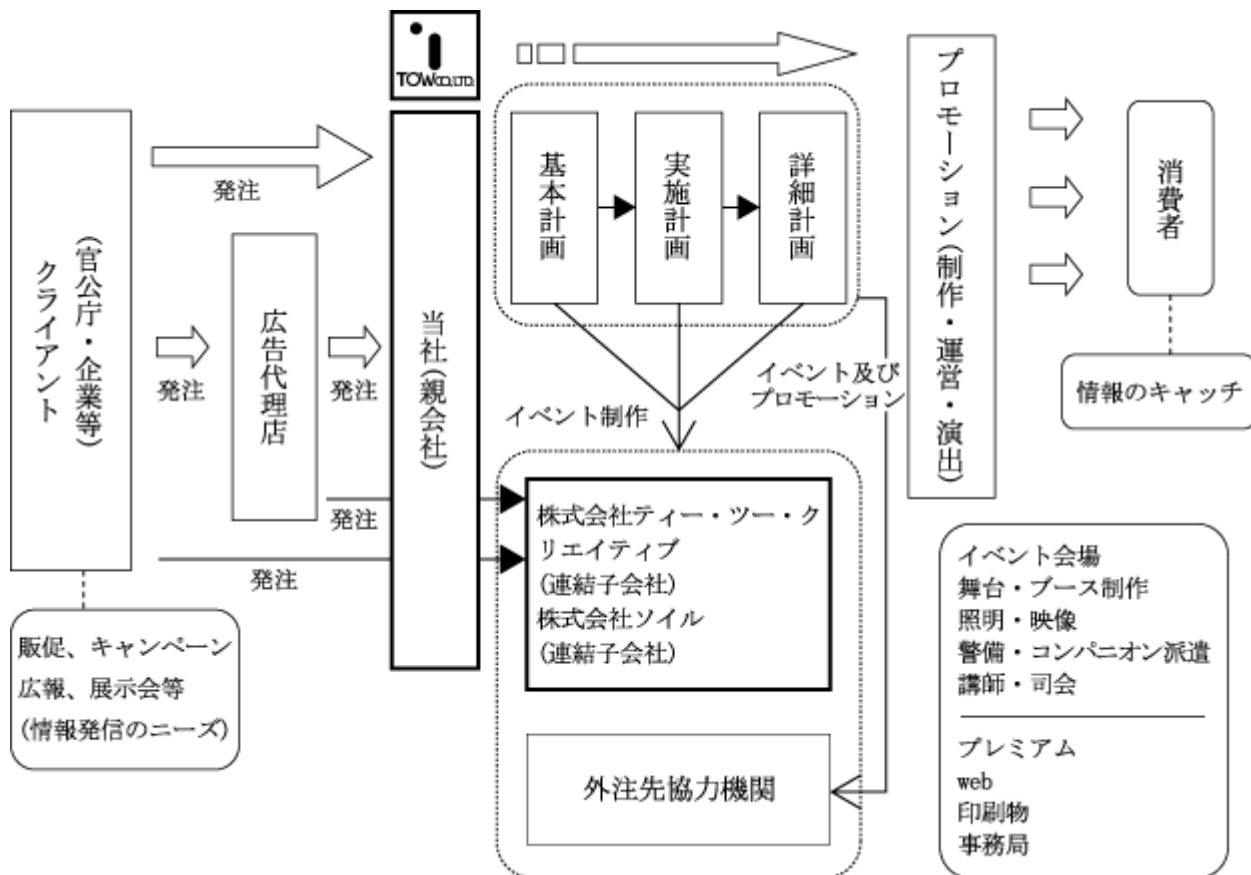 TOW CO.,LTD.
クライアント
(官公庁・企業等)
発注
発注
広告代理店
発注
発注
発注
当社(親会社)
基本計画
実施計画
詳細計画
イベント制作
イベント及び
プロモーション
株式会社ティー・ツー・ク
リエイティブ
(連結子会社)
株式会社ソイル
(連結子会社)
外注先協力機関
プロモーション(制作・運営・演出)
消費者
情報のキャッチ
販促、キャンペーン
広報、展示会等
(情報発信のニーズ)
イベント会場
舞台・ブース制作
照明・映像
警備・コンパニオン派遣
講師・司会
プレミアム
web
印刷物
事務局